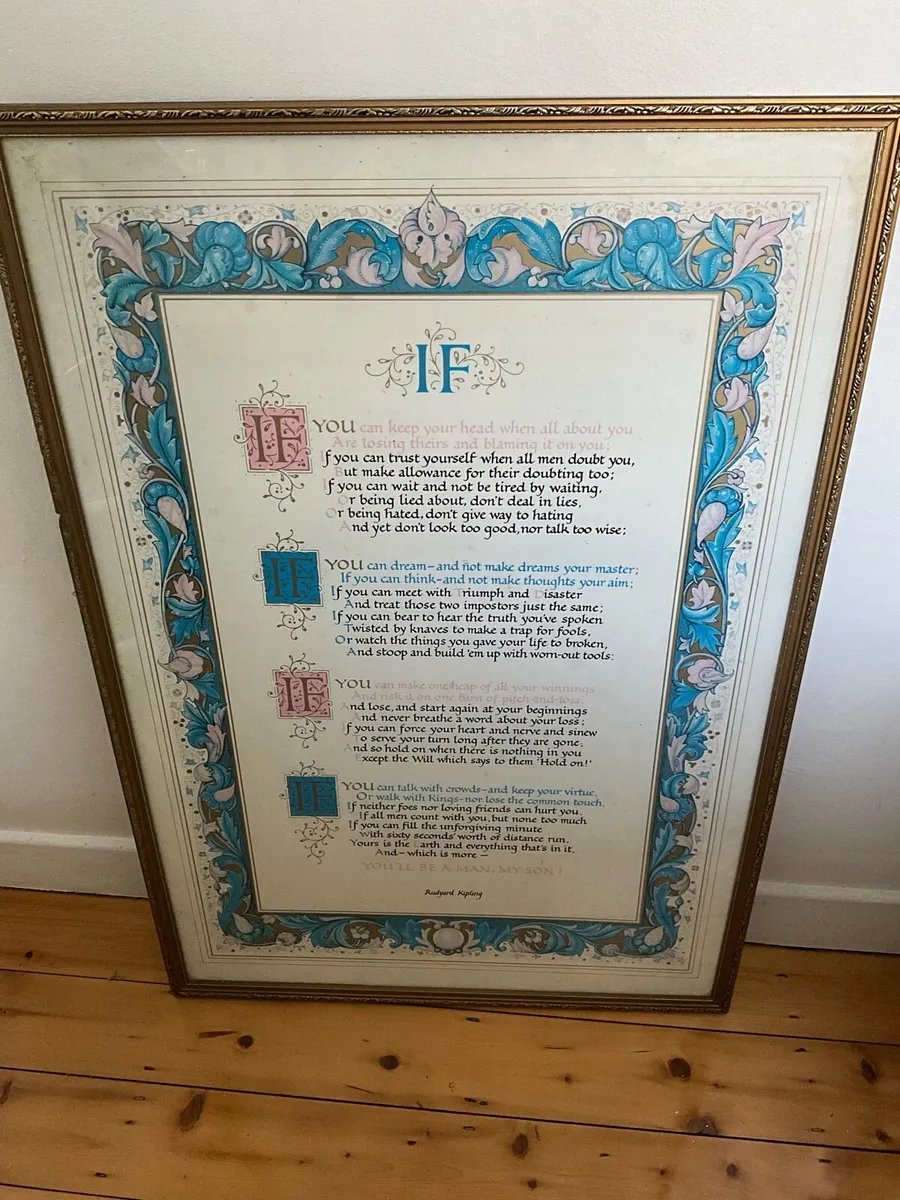 IF
IF YOU can keep your head when all about you
Are losing theirs and blaming it on you;
If you can trust yourself when all men doubt you,
But make allowance for their doubting too;
If you can wait and not be tired by waiting,
Or being lied about, don't deal in lies,
Or being hated, don't give way to hating
And yet don't look too good, nor talk too wise;
IF YOU can dream-and not make dreams your master;
If you can think-and not make thoughts your aim;
If you can meet with Triumph and Disaster
And treat those two impostors just the same;
If you can bear to hear the truth you've spoken
Twisted by knaves to make a trap for fools,
Or watch the things you gave your life to broken,
And stoop and build 'em up with worn-out tools:
IF YOU can make one heap of all your winnings
And risk it on one turn of pitch-and-toss,
And lose, and start again at your beginnings
And never breathe a word about your loss;
If you can force your heart and nerve and sinew
To serve your turn long after they are gone,
And so hold on when there is nothing in you
Except the Will which says to them 'Hold on!'
IF YOU can talk with crowds-and keep your virtue,
Or walk with Kings-nor lose the common touch,
If neither foes nor loving friends can hurt you,
If all men count with you, but none too much
If you can fill the unforgiving minute
With sixty seconds' worth of distance run,
Yours is the Earth and everything that's in it,
And-which is more-
YOU'LL BE A MAN, MY SON!
Rudyard Kipling